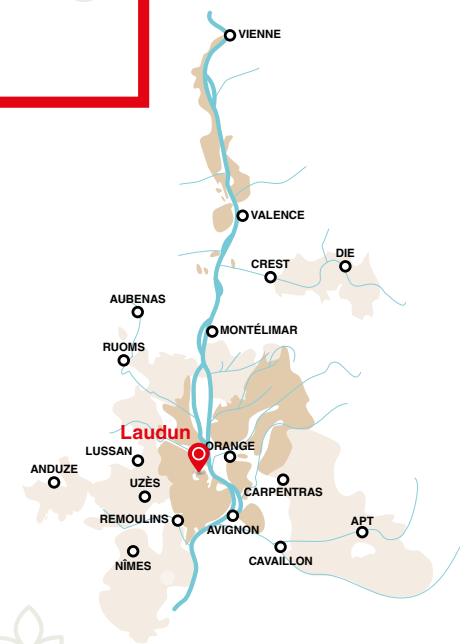 VIENNE
VALENCE
DIE
CREST
AUBENAS
MONTÉLIMAR
RUOMS
Laudun
ORANGE
LUSSAN
ANDUZE
UZÈS
CARPENTRAS
REMOULINS
AVIGNON
APT
NÎMES
CAVAILLON